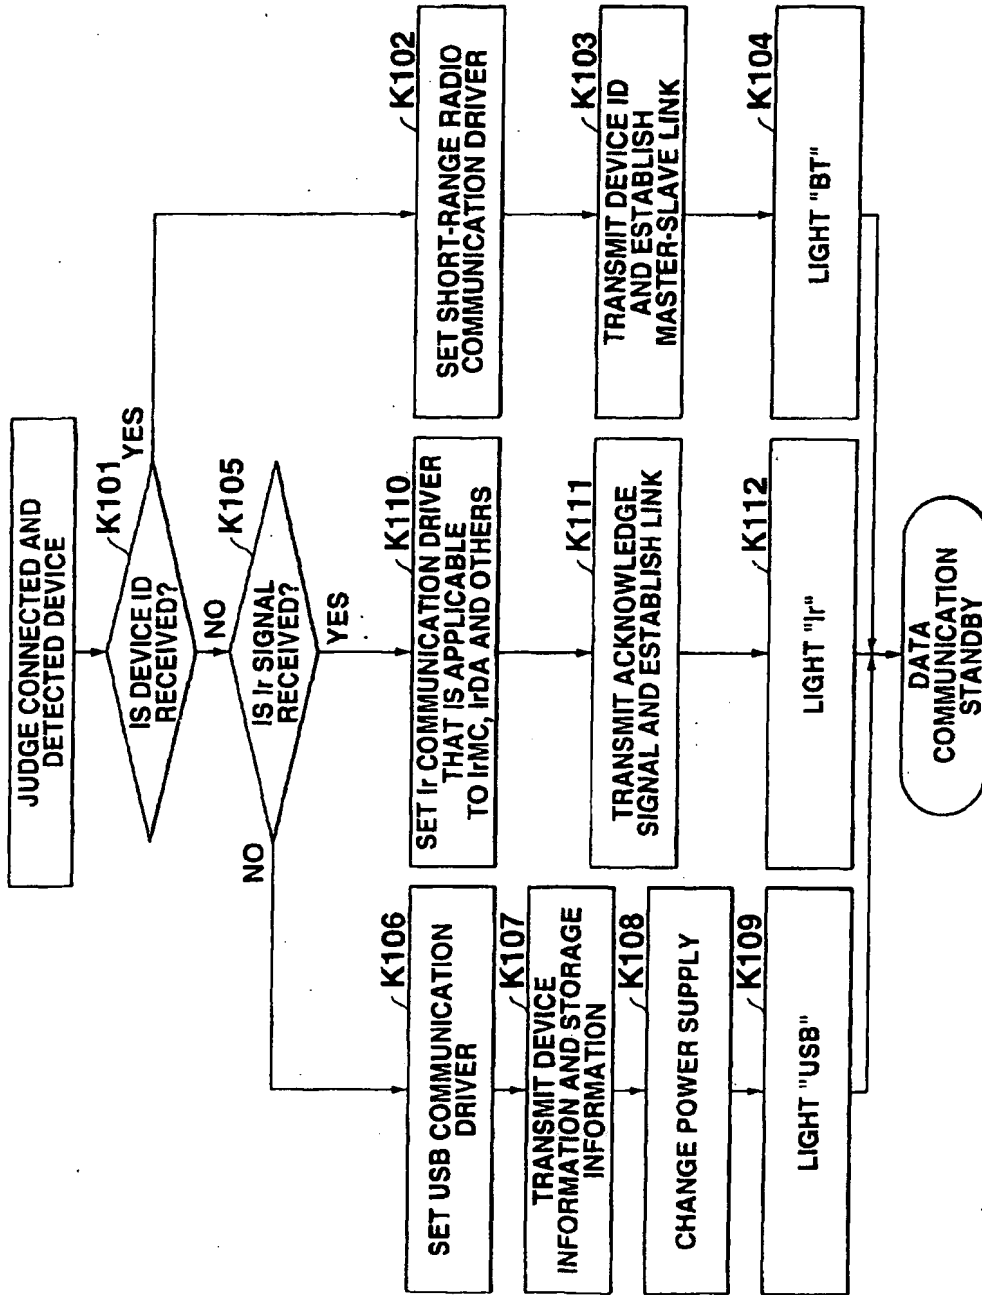 JUDGE CONNECTED AND
DETECTED DEVICE
K101
IS DEVICE ID
RECEIVED?
YES
NO
K105
IS Ir SIGNAL
RECEIVED?
YES
NO
K102
SET SHORT-RANGE RADIO
COMMUNICATION DRIVER
K103
TRANSMIT DEVICE ID
AND ESTABLISH
MASTER-SLAVE LINK
K104
LIGHT "BT"
K110
SET Ir COMMUNICATION DRIVER
THAT IS APPLICABLE
TO IrMC, IrDA AND OTHERS
K111
TRANSMIT ACKNOWLEDGE
SIGNAL AND ESTABLISH LINK
K112
LIGHT "Ir"
K106
SET USB COMMUNICATION
DRIVER
K107
TRANSMIT DEVICE
INFORMATION AND STORAGE
INFORMATION
K108
CHANGE POWER SUPPLY
K109
LIGHT "USB"
DATA
COMMUNICATION
STANDBY